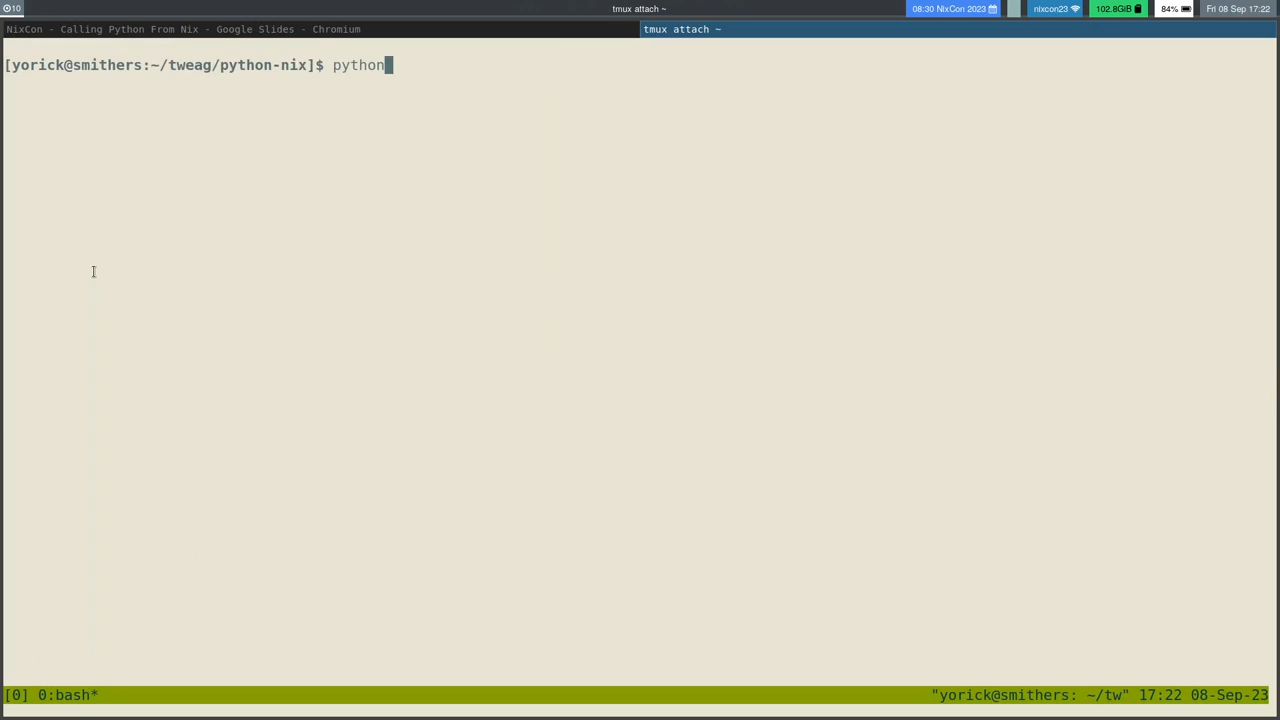 10
tmux attach ~
08:30 NixCon 2023
nixcon23
102.8GiB
84%
Fri 08 Sep 17:22
NixCon - Calling Python From Nix - Google Slides - Chromium
tmux attach ~
[yorick@smithers:~/tweag/python-nix]$ python
[0] 0:bash*
"yorick@smithers: ~/tw" 17:22 08-Sep-23